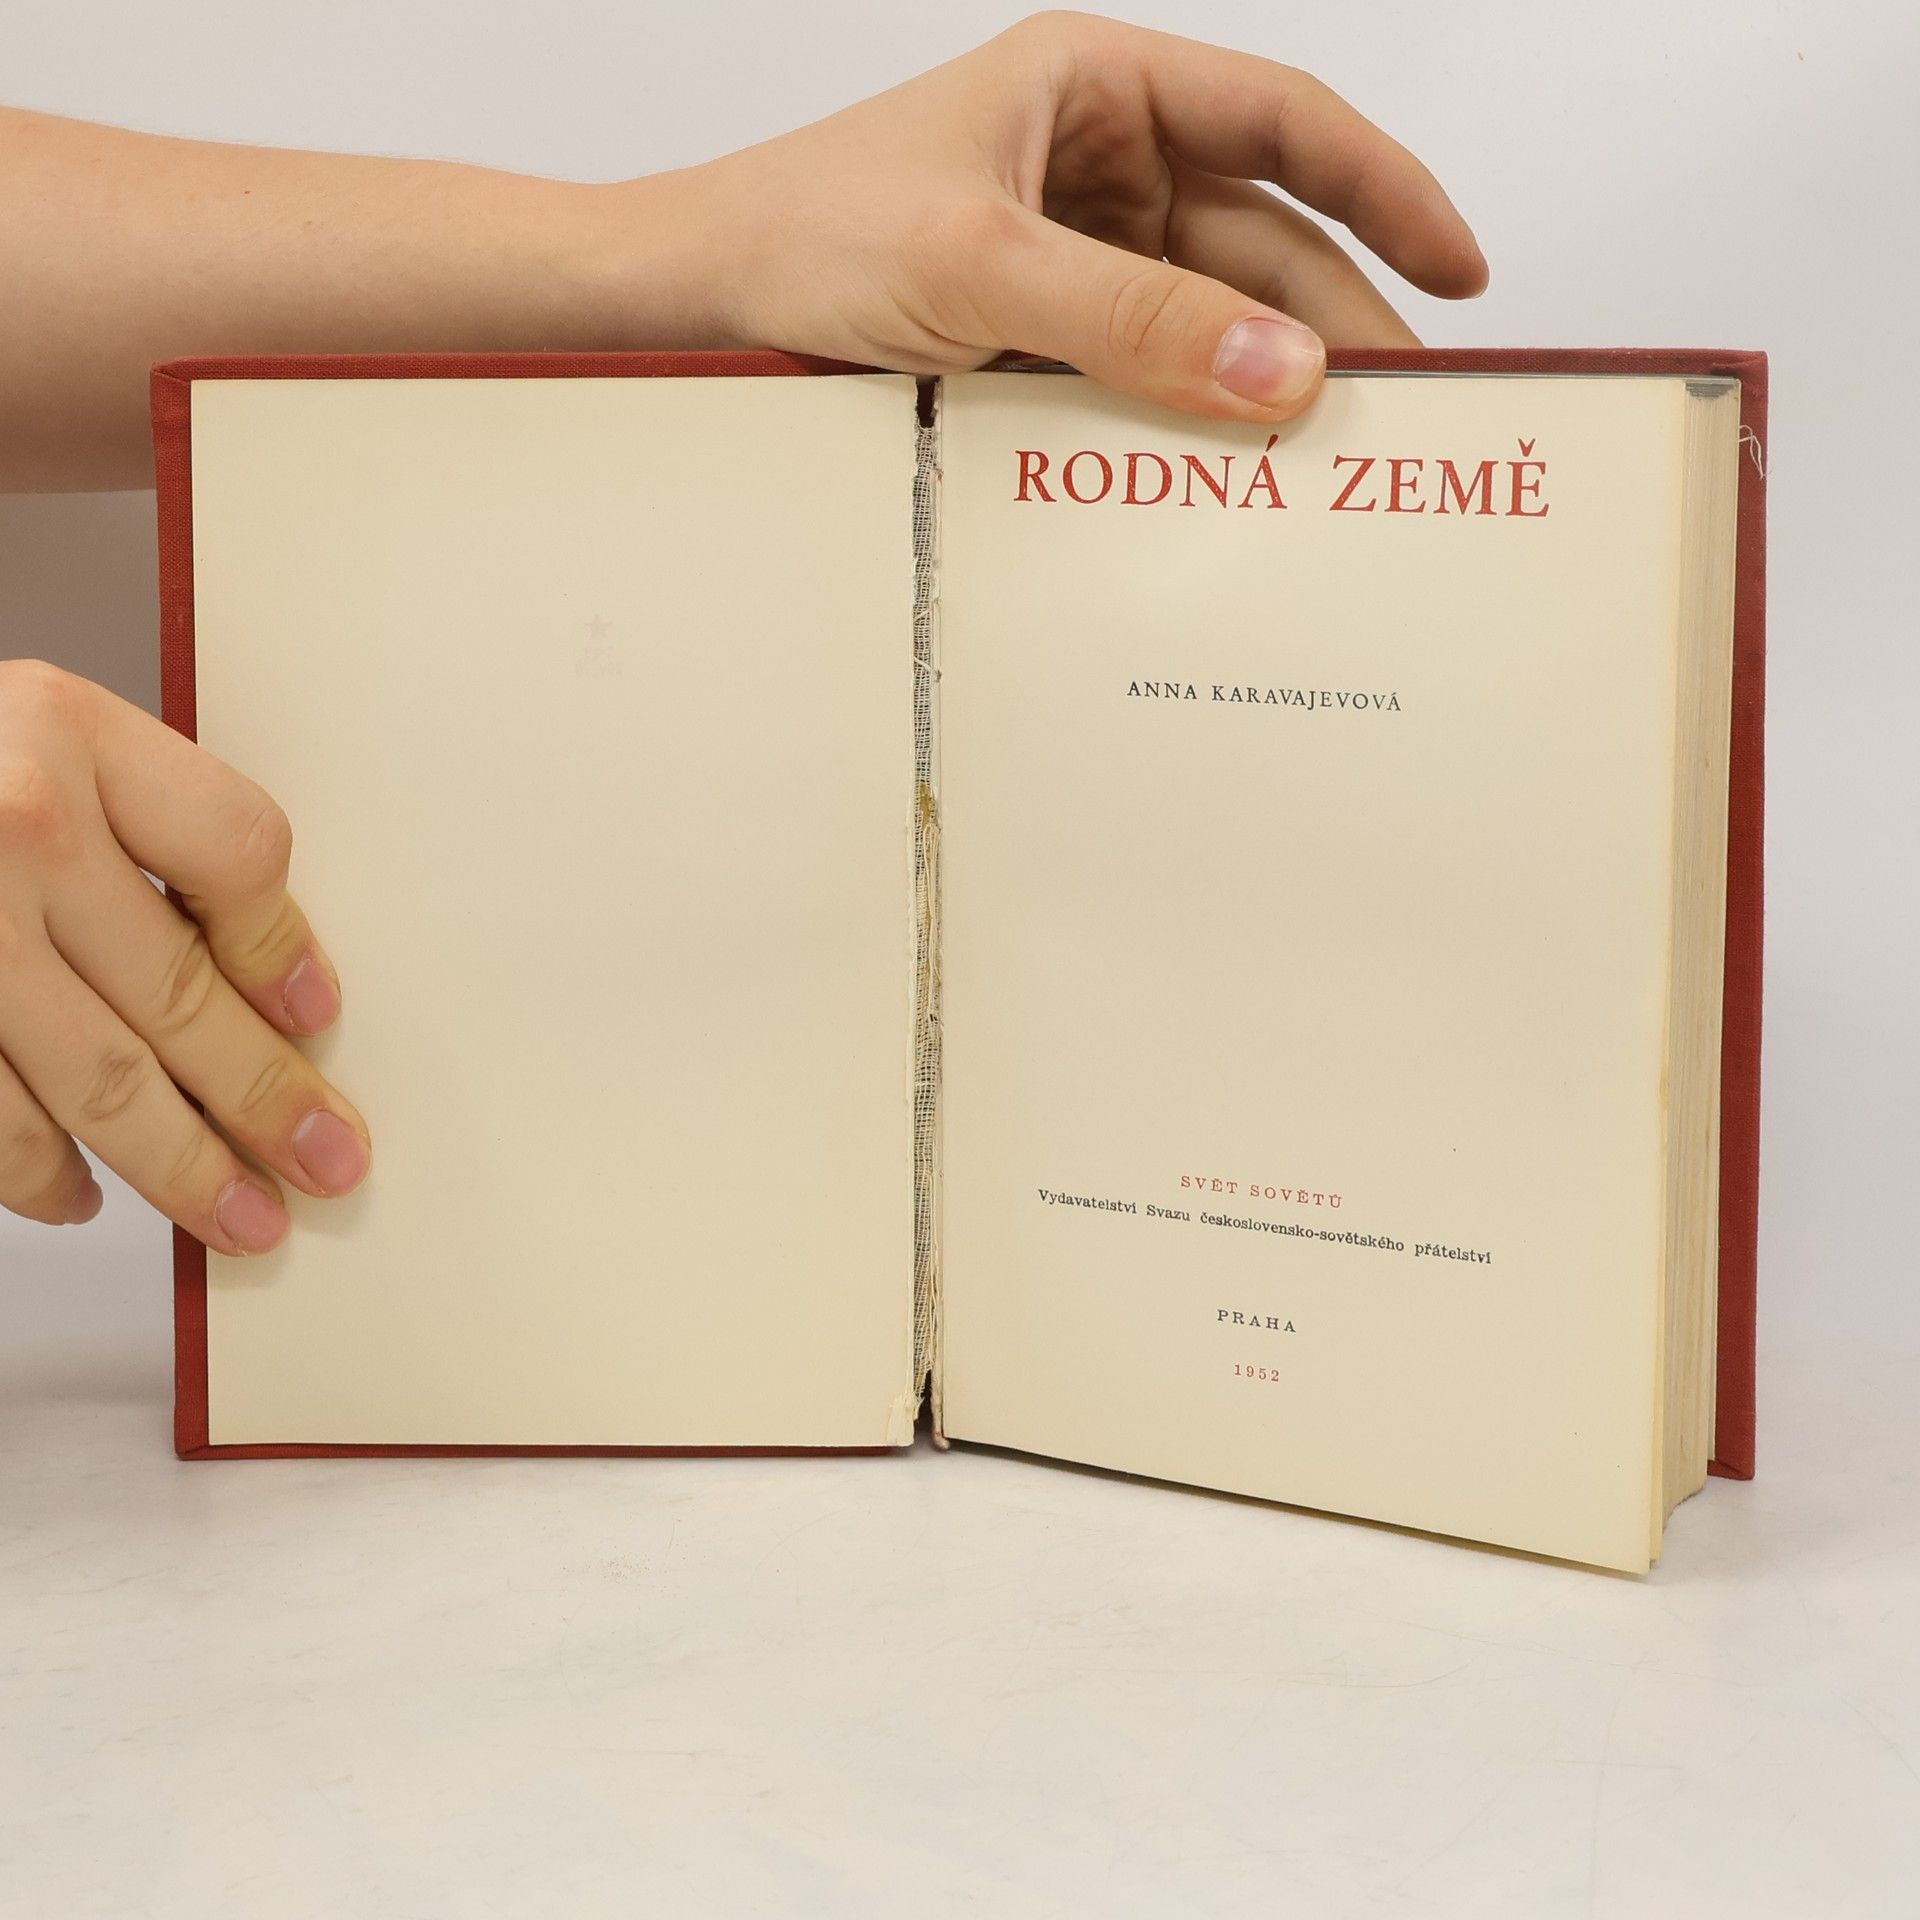 RODNÁ ZEMĚ
ANNA KARAVAJEVOVÁ
SVĚT SOVĚTŮ
Vydavatelství Svazu československo-sovětského přátelství
PRAHA
1952